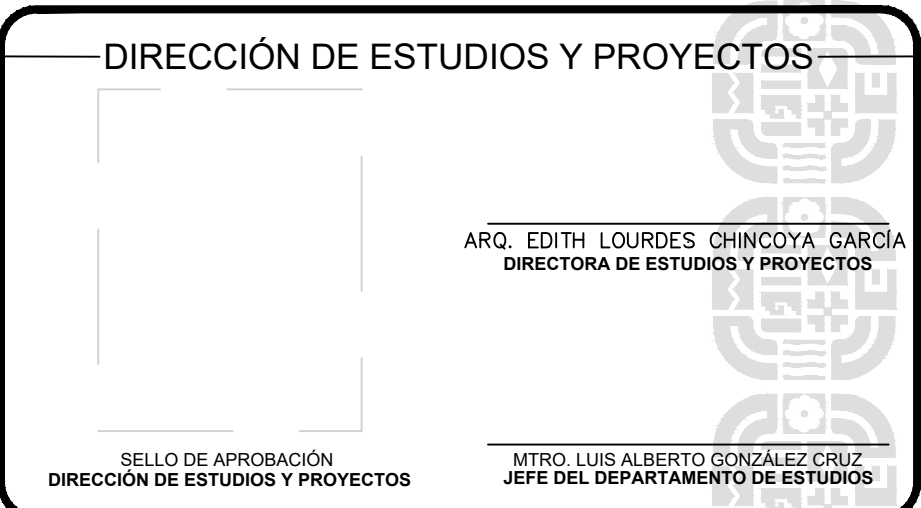 DIRECCIÓN DE ESTUDIOS Y PROYECTOS
ARQ. EDITH LOURDES CHINCOYA GARCÍA
DIRECTORA DE ESTUDIOS Y PROYECTOS
SELLO DE APROBACIÓN
DIRECCIÓN DE ESTUDIOS Y PROYECTOS
MTRO. LUIS ALBERTO GONZÁLEZ CRUZ
JEFE DEL DEPARTAMENTO DE ESTUDIOS